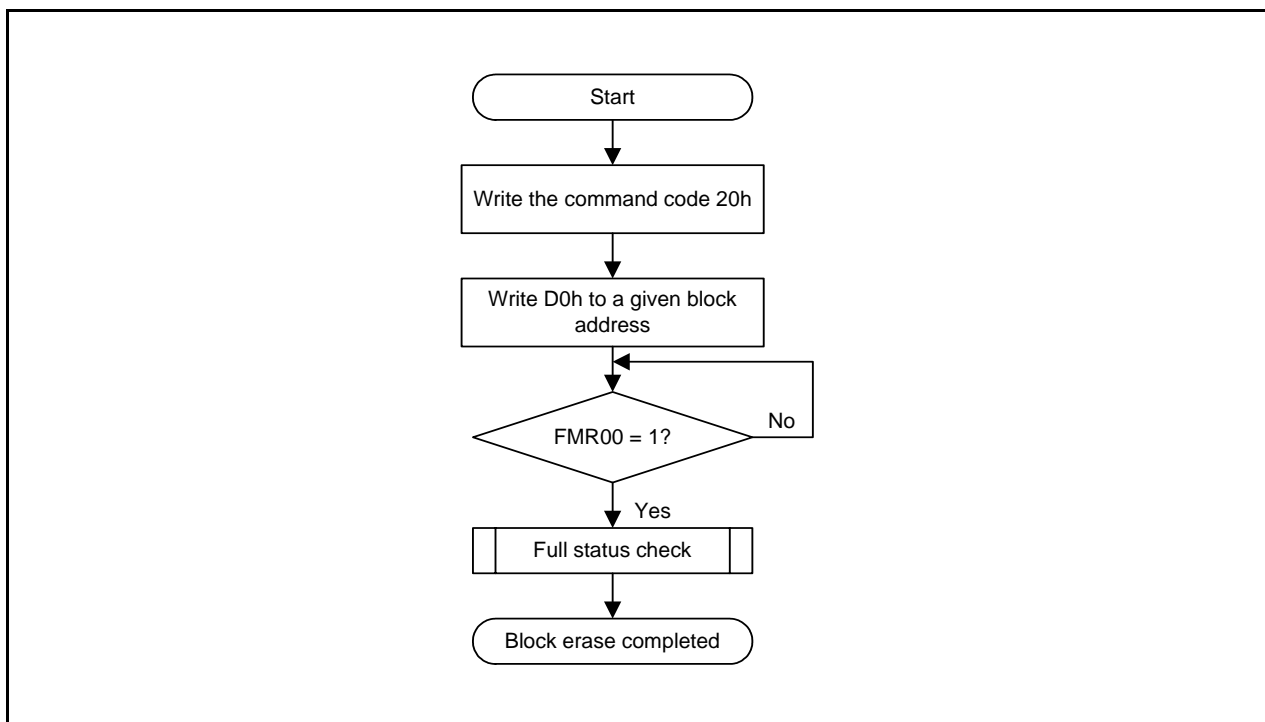 Start
Write the command code 20h
Write D0h to a given block
address
No
FMR00 = 1?
Yes
Full status check
Block erase completed